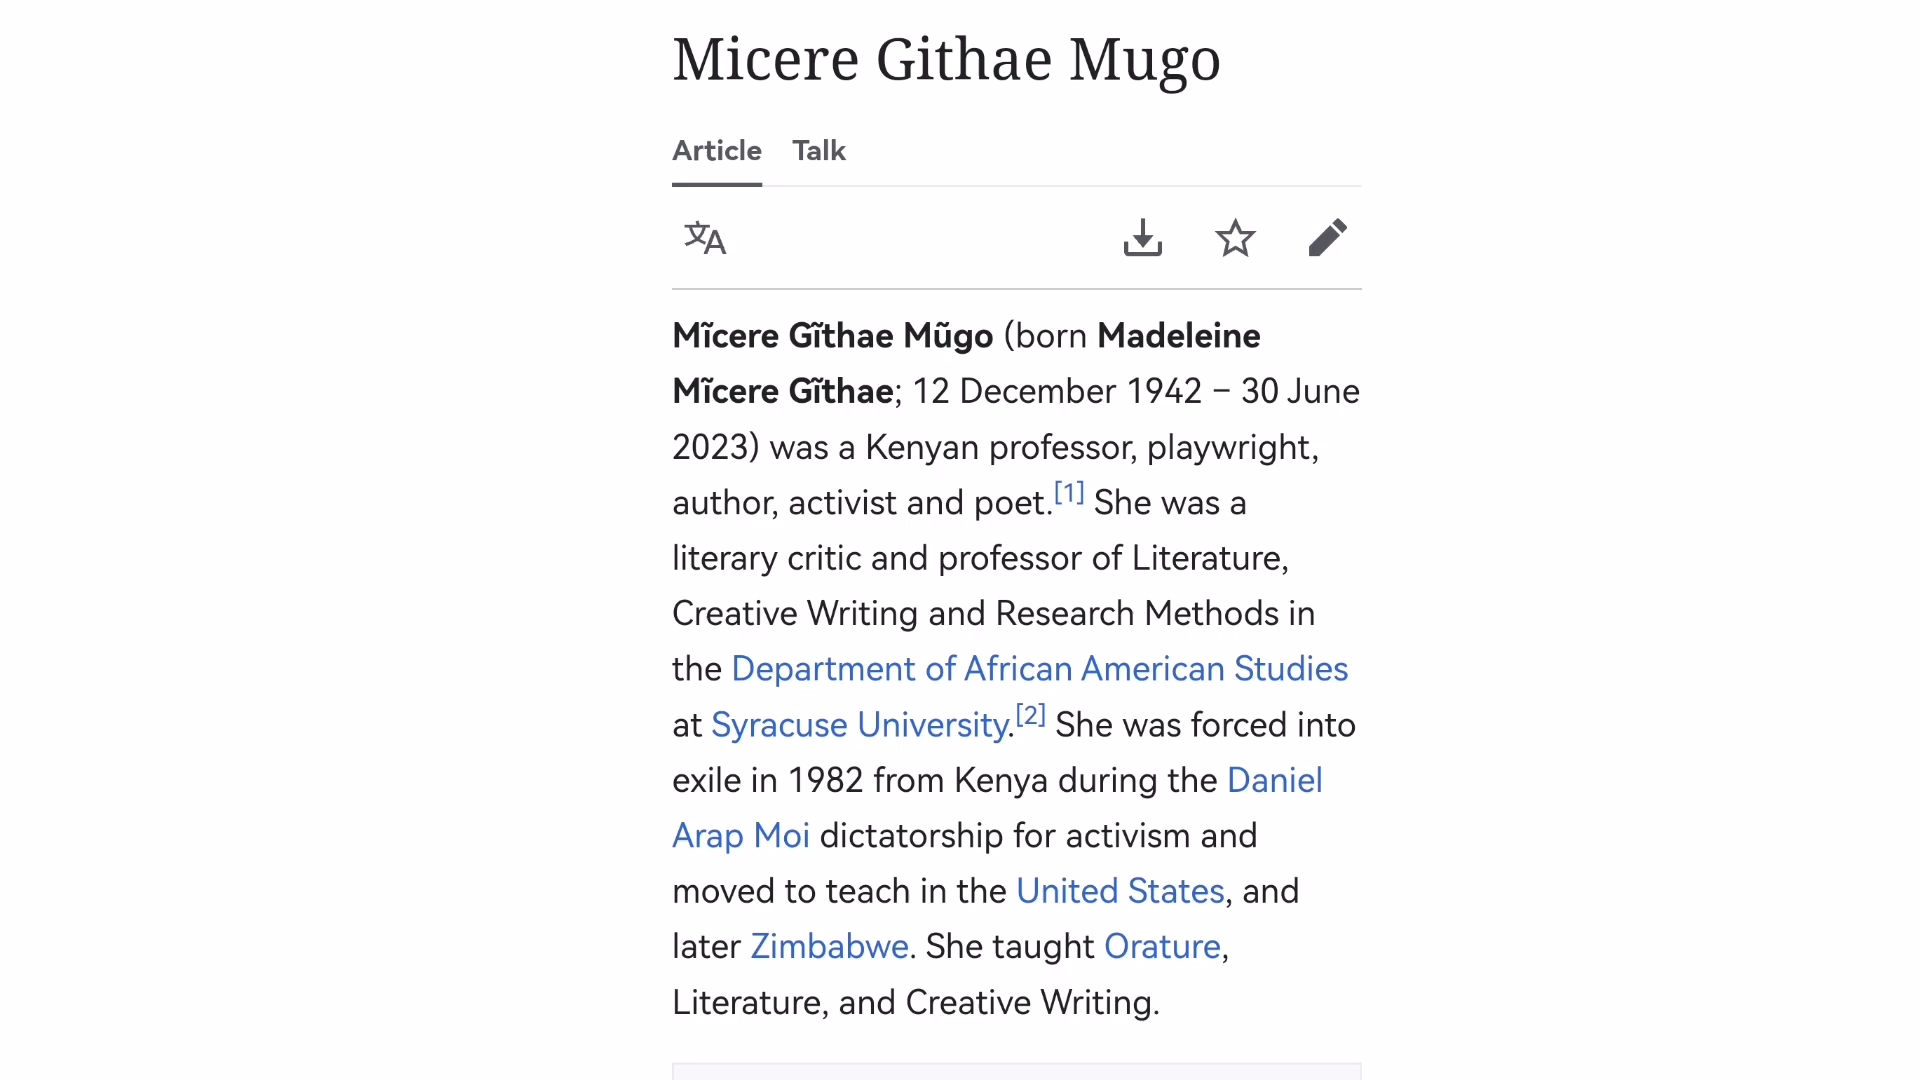 Micere Githae Mugo
Article Talk
文A
Mĩcere Gĩthae Mũgo (born Madeleine
Mĩcere Gĩthae; 12 December 1942 – 30 June
2023) was a Kenyan professor, playwright,
author, activist and poet.[1] She was a
literary critic and professor of Literature,
Creative Writing and Research Methods in
the Department of African American Studies
at Syracuse University.[2] She was forced into
exile in 1982 from Kenya during the Daniel
Arap Moi dictatorship for activism and
moved to teach in the United States, and
later Zimbabwe. She taught Orature,
Literature, and Creative Writing.